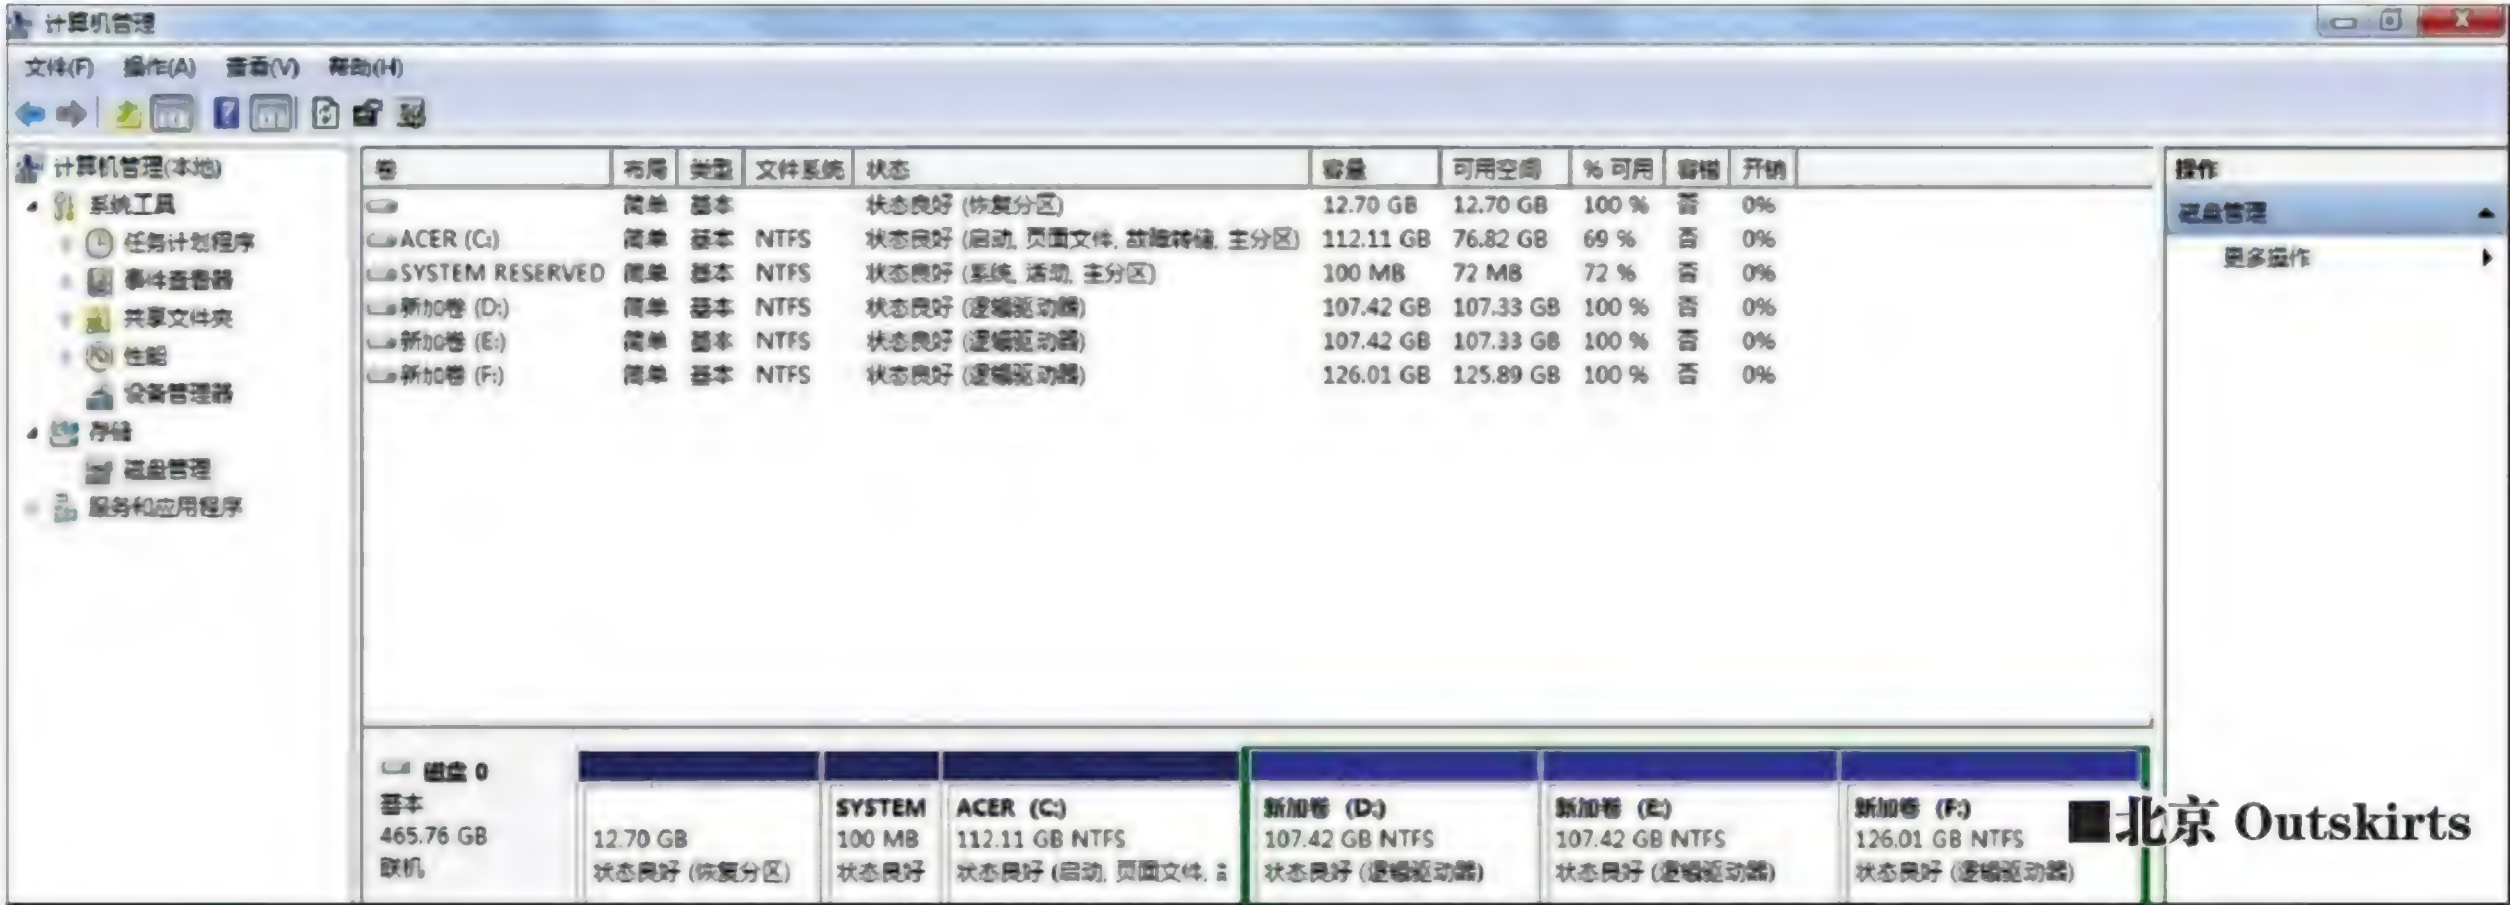 计算机管理
文件(F) 操作(A) 查看(V) 帮助(H)
计算机管理(本地)
系统工具
任务计划程序
事件查看器
共享文件夹
性能
设备管理器
存储
磁盘管理
服务和应用程序
卷 布局 类型 文件系统 状态 容量 可用空间 % 可用 容错 开销
简单 基本 状态良好 (恢复分区) 12.70 GB 12.70 GB 100 % 否 0%
ACER (C:) 简单 基本 NTFS 状态良好 (启动, 页面文件, 故障转储, 主分区) 112.11 GB 76.82 GB 69 % 否 0%
SYSTEM RESERVED 简单 基本 NTFS 状态良好 (系统, 活动, 主分区) 100 MB 72 MB 72 % 否 0%
新加卷 (D:) 简单 基本 NTFS 状态良好 (逻辑驱动器) 107.42 GB 107.33 GB 100 % 否 0%
新加卷 (E:) 简单 基本 NTFS 状态良好 (逻辑驱动器) 107.42 GB 107.33 GB 100 % 否 0%
新加卷 (F:) 简单 基本 NTFS 状态良好 (逻辑驱动器) 126.01 GB 125.89 GB 100 % 否 0%
操作
磁盘管理
更多操作
磁盘 0
基本
465.76 GB
联机
12.70 GB
状态良好 (恢复分区)
SYSTEM
100 MB
状态良好
ACER (C:)
112.11 GB NTFS
状态良好 (启动, 页面文件,
新加卷 (D:)
107.42 GB NTFS
状态良好 (逻辑驱动器)
新加卷 (E:)
107.42 GB NTFS
状态良好 (逻辑驱动器)
新加卷 (F:)
126.01 GB NTFS
状态良好 (逻辑驱动器)
■北京 Outskirts